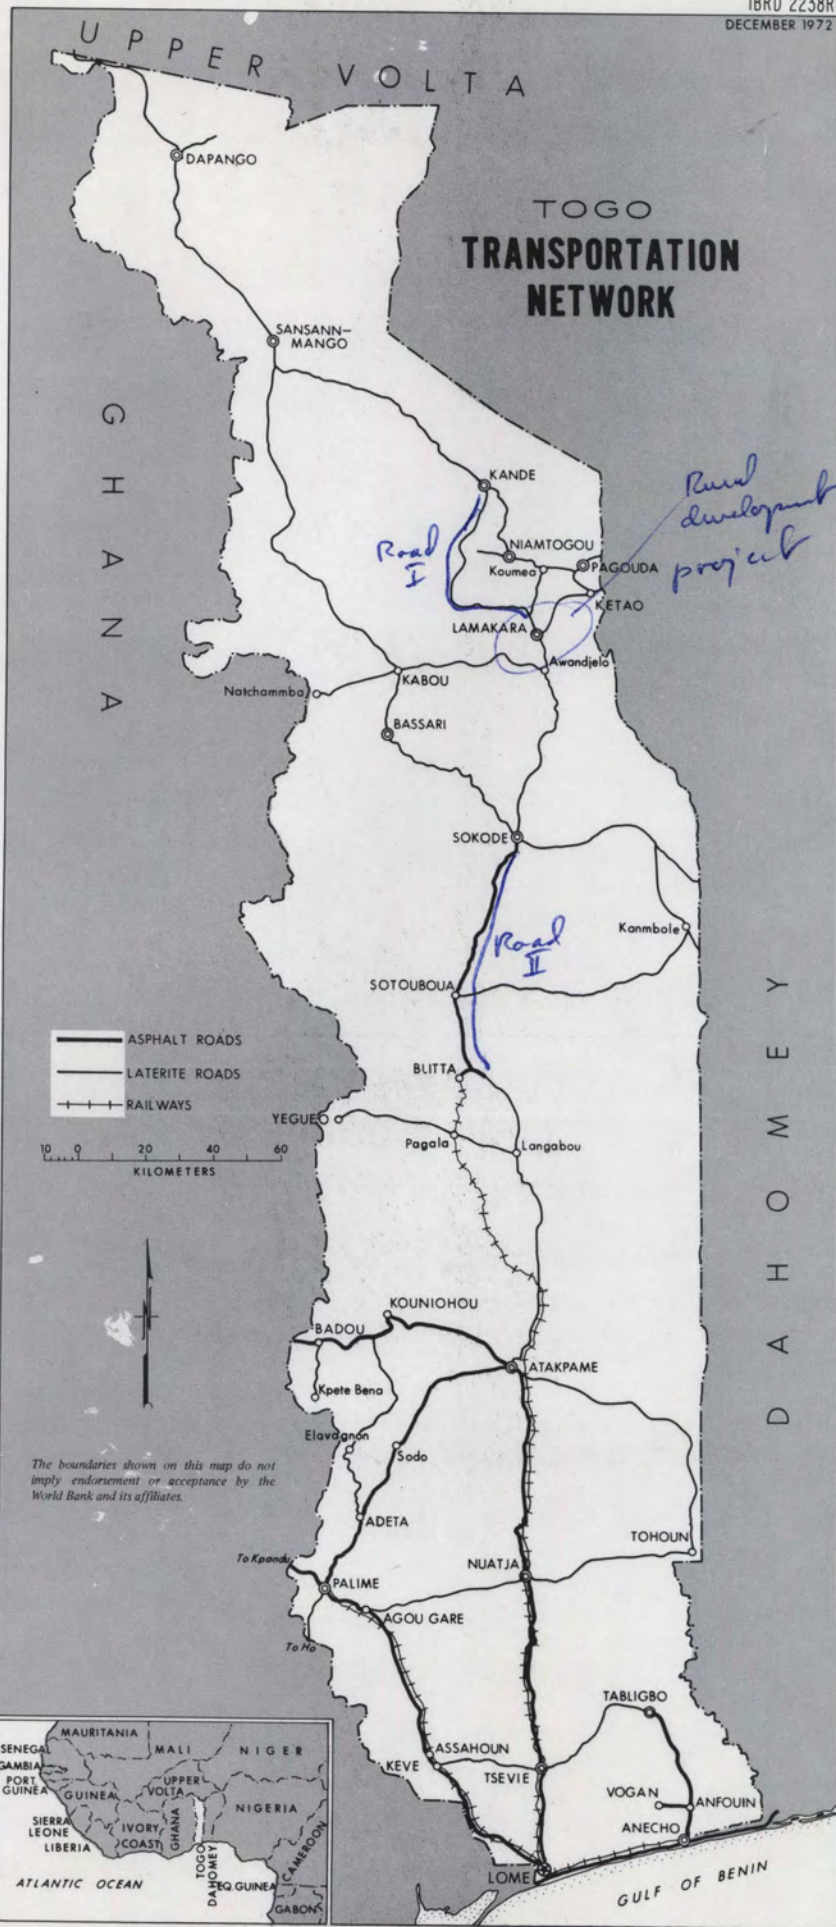 IBRD 2238R
DECEMBER 1972
UPPER VOLTA
DAPANGO
TOGO
TRANSPORTATION
NETWORK
SANSANN-
MANGO
GHANA
KANDE
Rural
development
project
Road
I
NIAMTOGOU
Koumea
PAGOUDA
KETAO
LAMAKARA
Awandjelo
KABOU
Natchammba
BASSARI
SOKODE
Kanmbole
Road
II
SOTOUBOUA
DAHOMEY
ASPHALT ROADS
LATERITE ROADS
RAILWAYS
BLITTA
YEGUE
Pagala
Langabou
10 0 20 40 60
KILOMETERS
KOUNIOHOU
BADOU
ATAKPAME
Kpete Bena
Elavagnon
Sodo
The boundaries shown on this map do not
imply endorsement or acceptance by the
World Bank and its affiliates.
ADETA
TOHOUN
To Kpandu
NUATJA
PALIME
AGOU GARE
To Ho
TABLIGBO
ASSAHOUN
KEVE
TSEVIE
VOGAN
ANFOUIN
ANECHO
LOME
GULF OF BENIN
MAURITANIA
SENEGAL
MALI
NIGER
GAMBIA
PORT.
GUINEA
GUINEA
UPPER
VOLTA
NIGERIA
SIERRA
LEONE
IVORY
COAST
GHANA
LIBERIA
TOGO
DAHOMEY
CAMEROON
EQ.GUINEA
GABON
ATLANTIC OCEAN